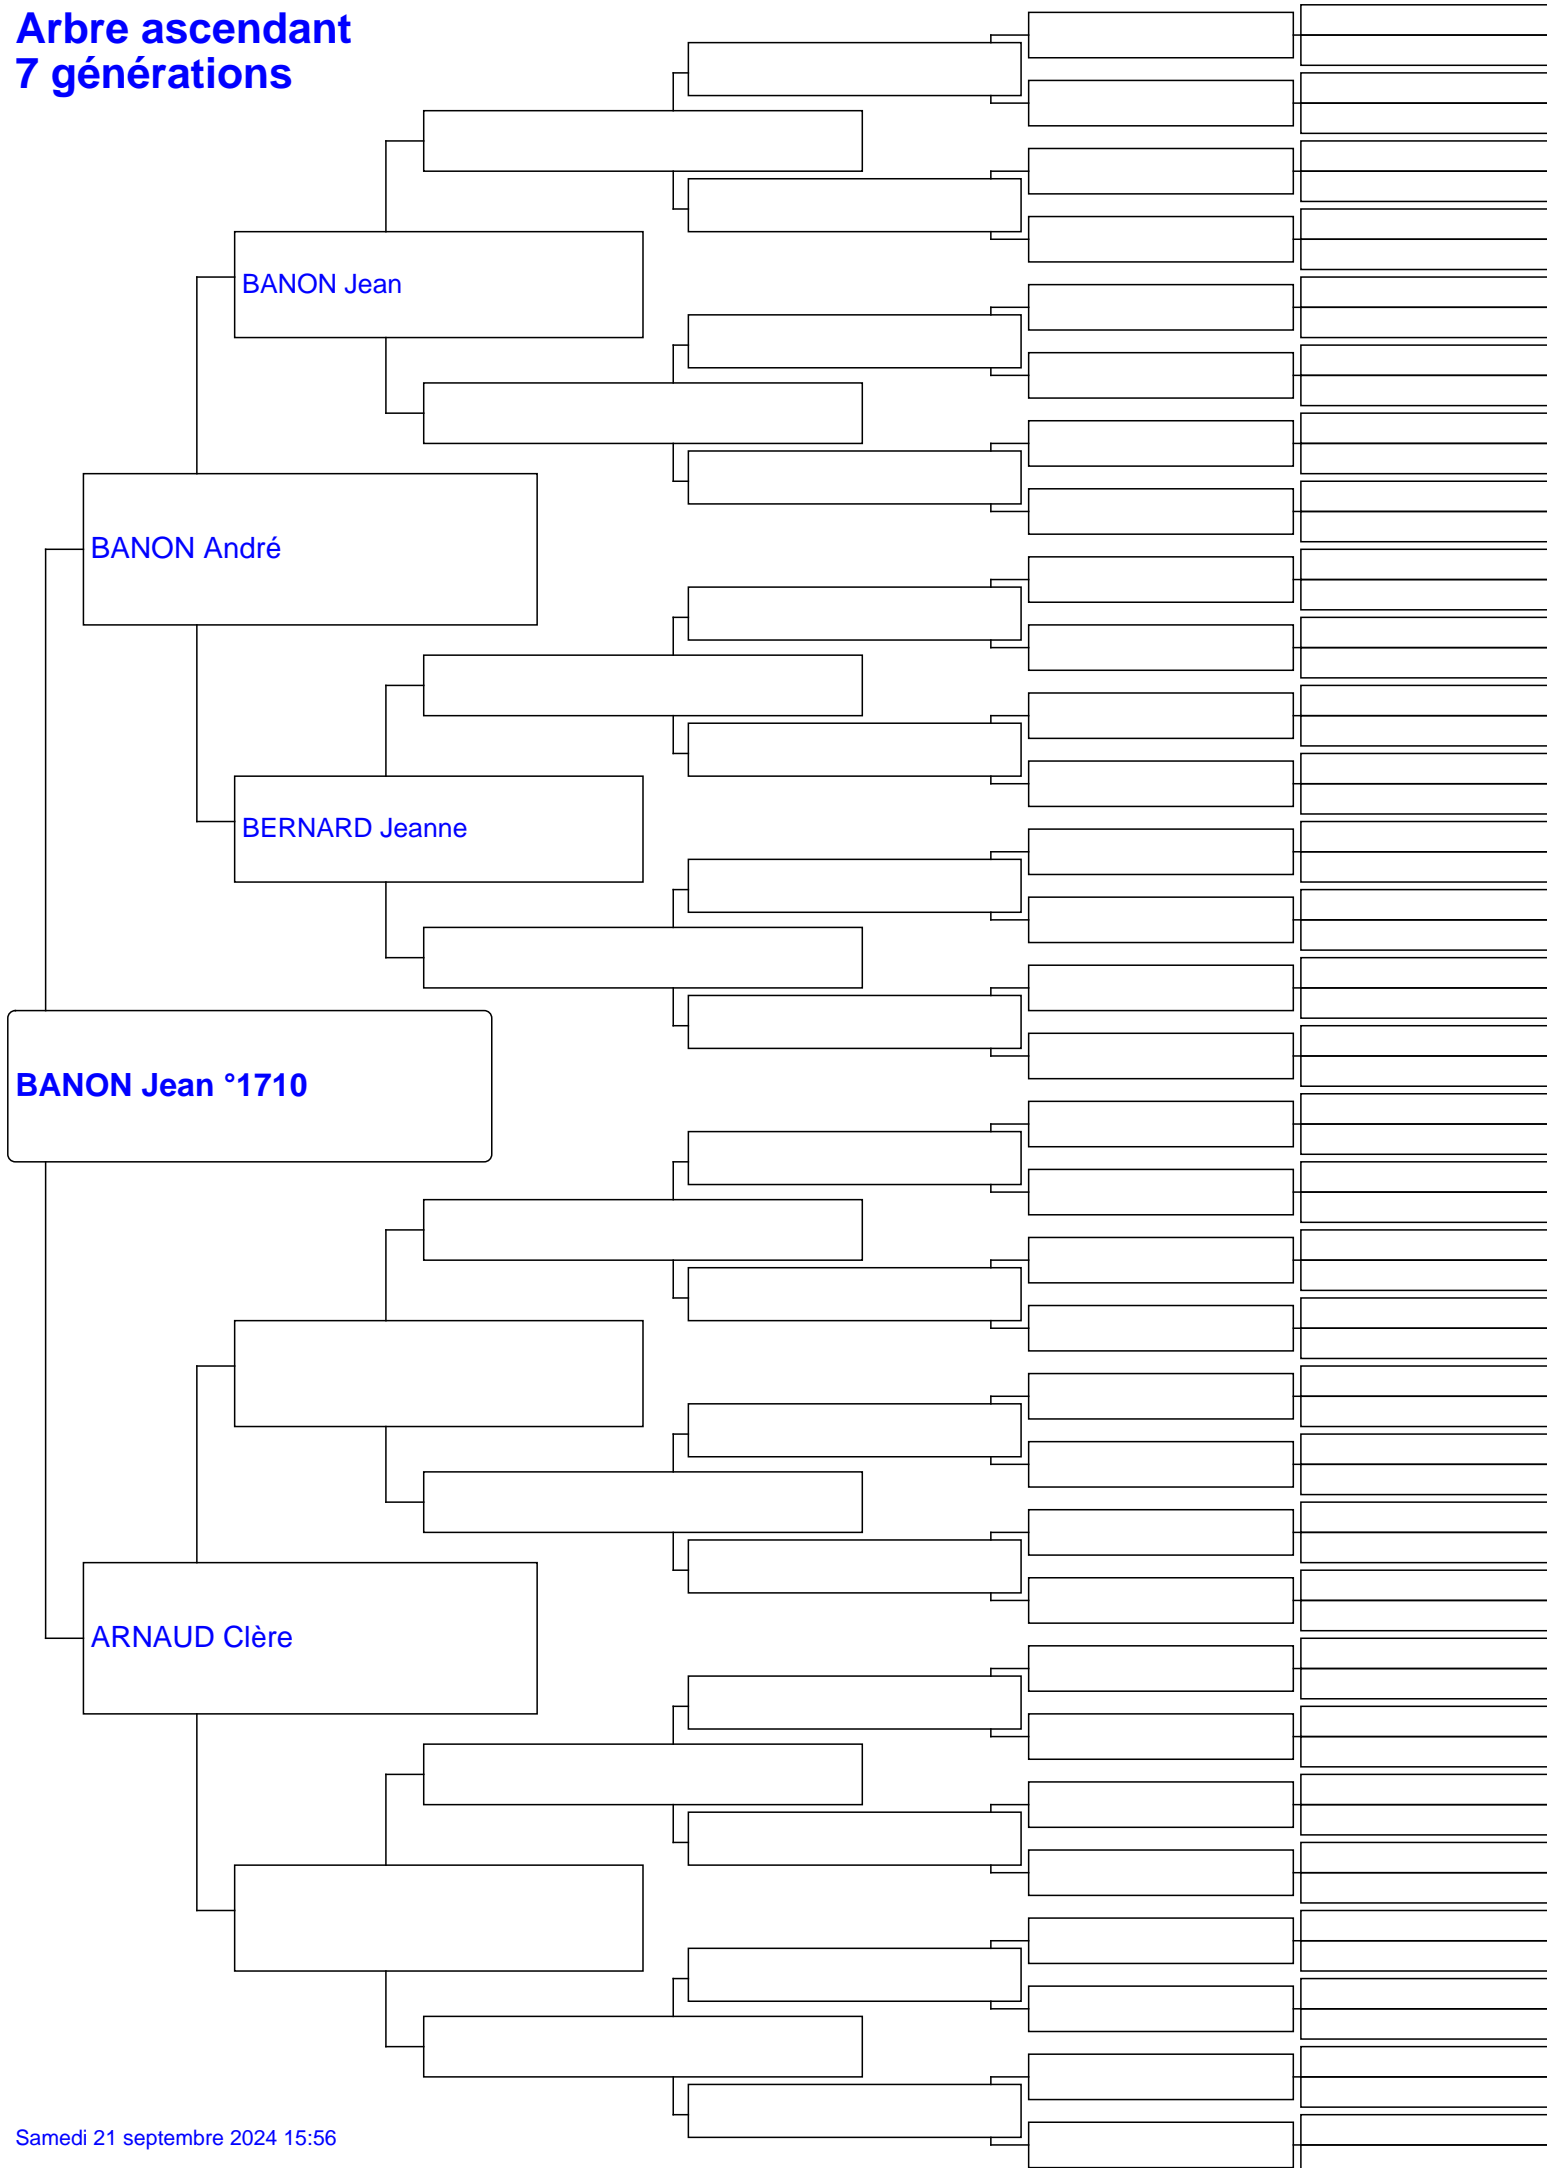 Arbre ascendant
7 générations
BANON Jean
BANON André
BERNARD Jeanne
BANON Jean °1710
ARNAUD Clère
Samedi 21 septembre 2024 15:56